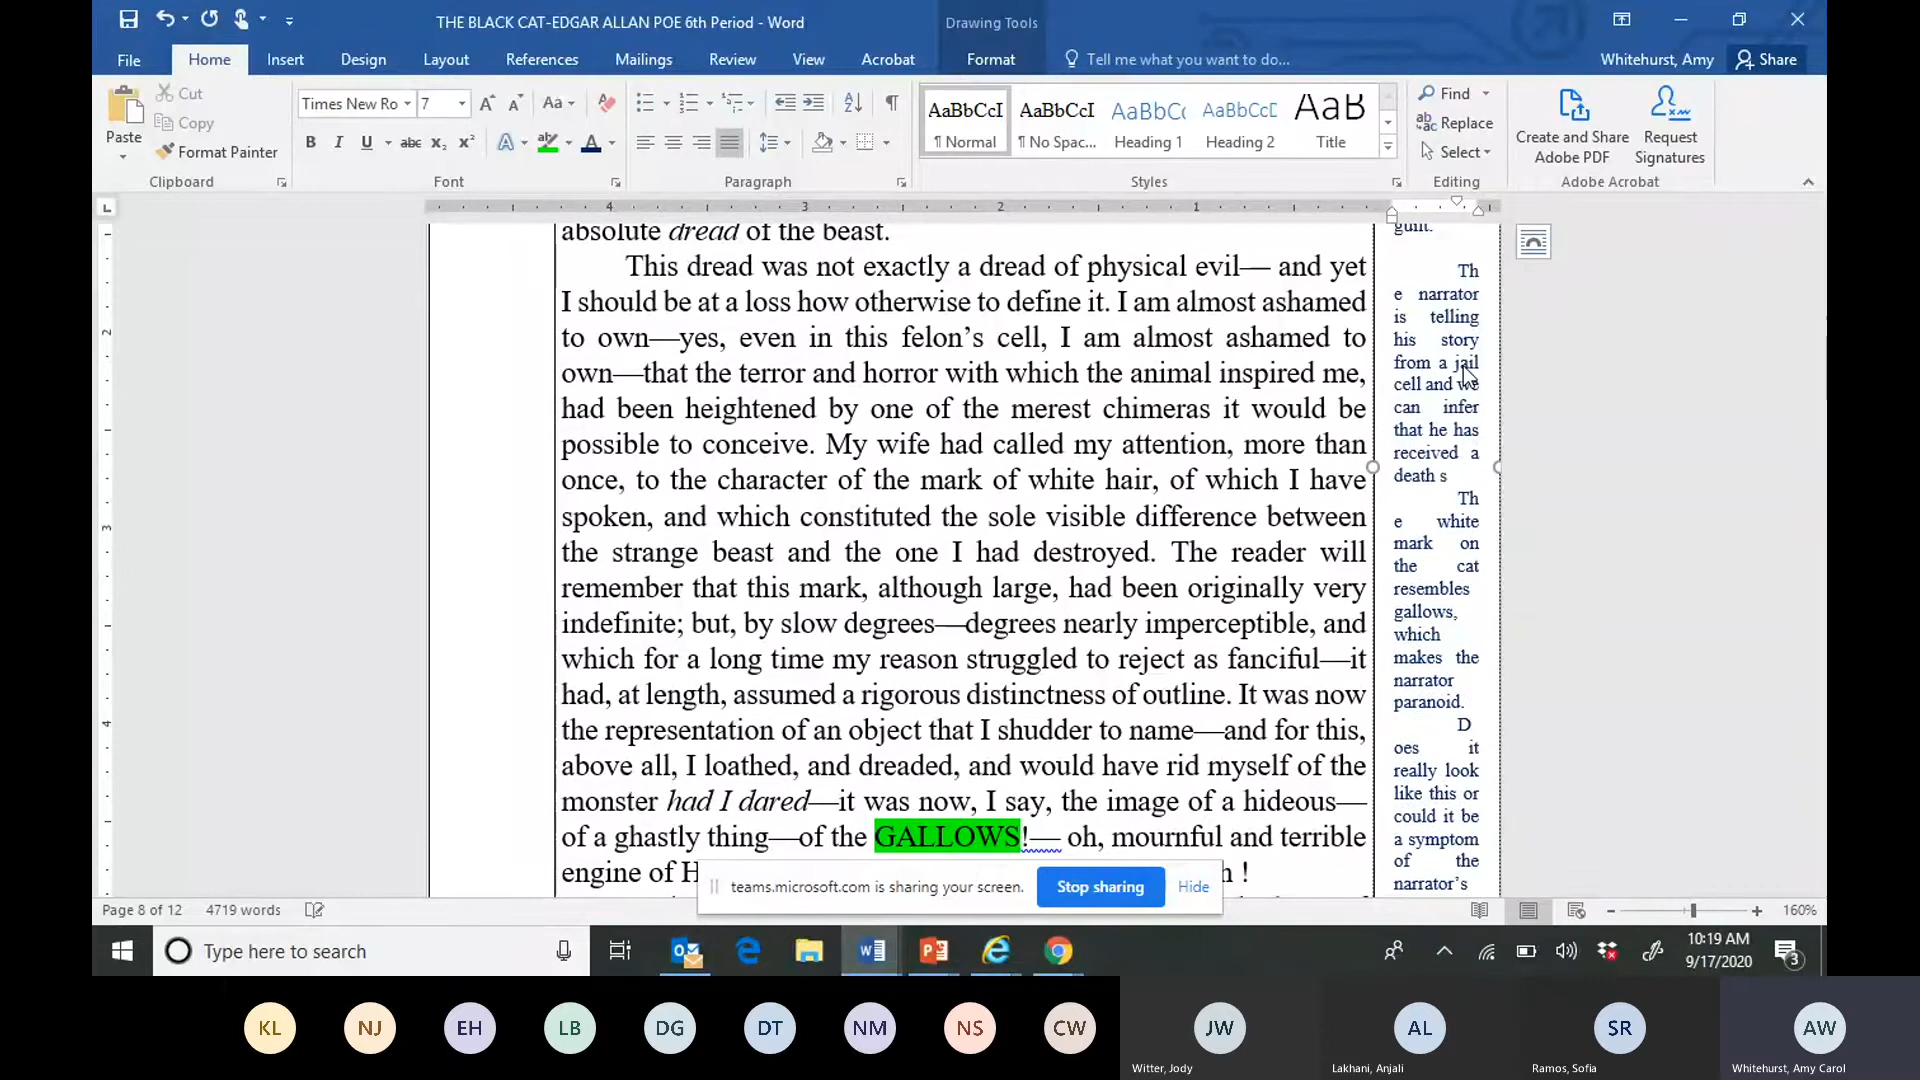 THE BLACK CAT-EDGAR ALLAN POE 6th Period - Word
Drawing Tools
File Home Insert Design Layout References Mailings Review View Acrobat Format Tell me what you want to do... Whitehurst, Amy Share
Paste
Cut
Copy
Format Painter
Clipboard
Times New Ro 7
Font
Paragraph
AaBbCcI AaBbCcI AaBbCc AaBbCcD AaB
¶ Normal ¶ No Spac... Heading 1 Heading 2 Title
Styles
Find
Replace
Select
Editing
Create and Share
Adobe PDF
Request
Signatures
Adobe Acrobat
4 3 2 1
2
3
4
absolute dread of the beast.
This dread was not exactly a dread of physical evil— and yet
I should be at a loss how otherwise to define it. I am almost ashamed
to own—yes, even in this felon’s cell, I am almost ashamed to
own—that the terror and horror with which the animal inspired me,
had been heightened by one of the merest chimeras it would be
possible to conceive. My wife had called my attention, more than
once, to the character of the mark of white hair, of which I have
spoken, and which constituted the sole visible difference between
the strange beast and the one I had destroyed. The reader will
remember that this mark, although large, had been originally very
indefinite; but, by slow degrees—degrees nearly imperceptible, and
which for a long time my reason struggled to reject as fanciful—it
had, at length, assumed a rigorous distinctness of outline. It was now
the representation of an object that I shudder to name—and for this,
above all, I loathed, and dreaded, and would have rid myself of the
monster had I dared—it was now, I say, the image of a hideous—
of a ghastly thing—of the GALLOWS!— oh, mournful and terrible
engine of H
!
guilt.
Th
e narrator
is telling
his story
from a jail
cell and we
can infer
that he has
received a
death s
Th
e white
mark on
the cat
resembles
gallows,
which
makes the
narrator
paranoid.
D
oes it
really look
like this or
could it be
a symptom
of the
narrator’s
teams.microsoft.com is sharing your screen. Stop sharing Hide
Page 8 of 12 4719 words 160%
Type here to search
10:19 AM
9/17/2020
3
KL NJ EH LB DG DT NM NS CW JW AL SR AW
Witter, Jody Lakhani, Anjali Ramos, Sofia Whitehurst, Amy Carol